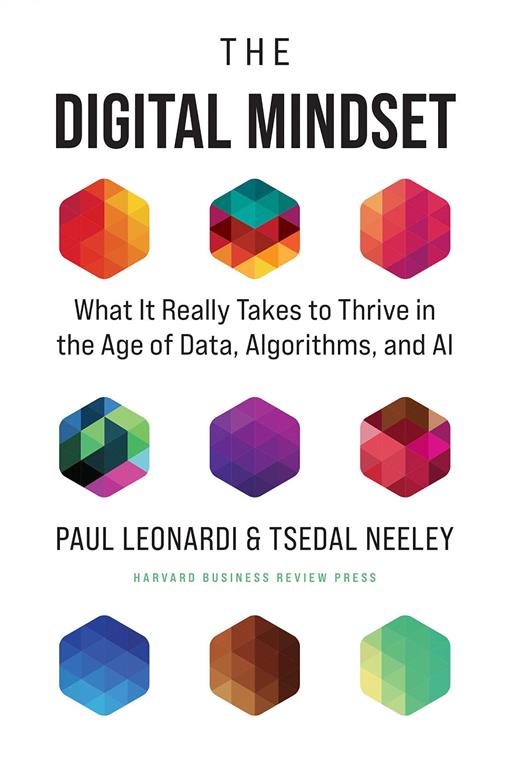 THE
DIGITAL MINDSET
What It Really Takes to Thrive in
the Age of Data, Algorithms, and AI
PAUL LEONARDI & TSEDAL NEELEY
HARVARD BUSINESS REVIEW PRESS